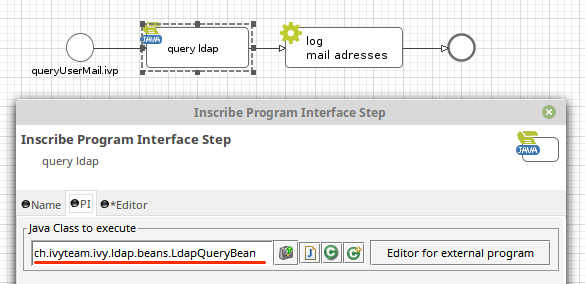 JAVA
query ldap
log
mail adresses
queryUserMail.ivp
Inscribe Program Interface Step
Inscribe Program Interface Step
query ldap
JAVA
Name
PI
*Editor
Java Class to execute
ch.ivyteam.ivy.ldap.beans.LdapQueryBean
J
C
C
Editor for external program